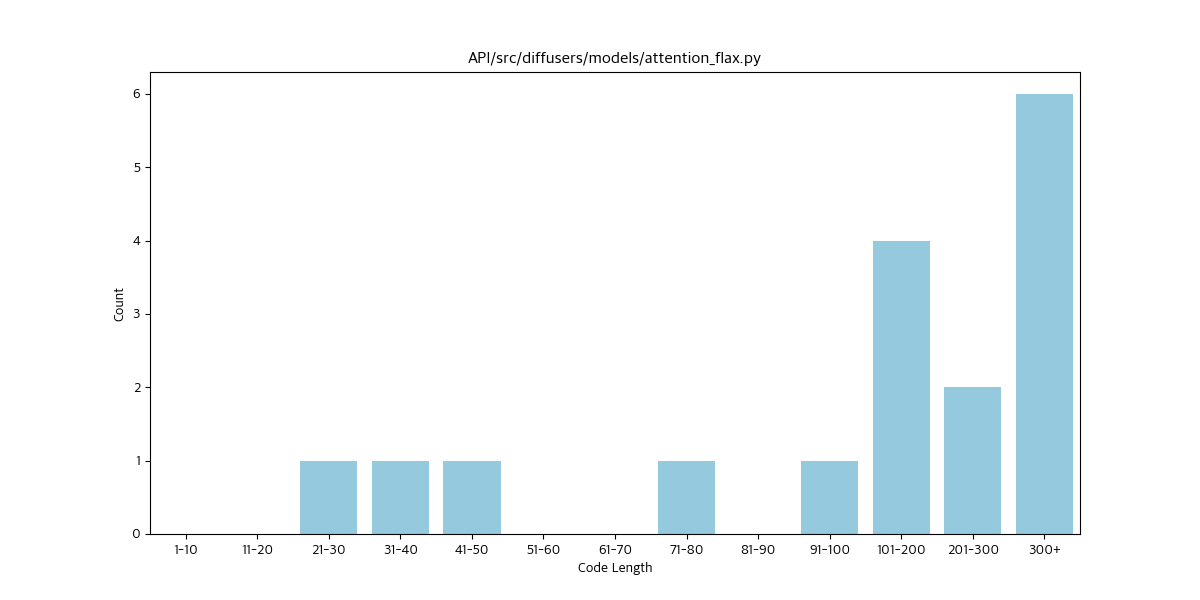 API/src/diffusers/models/attention_flax.py
6
5
4
3
2
1
0
Count
1-10 11-20 21-30 31-40 41-50 51-60 61-70 71-80 81-90 91-100 101-200 201-300 300+
Code Length